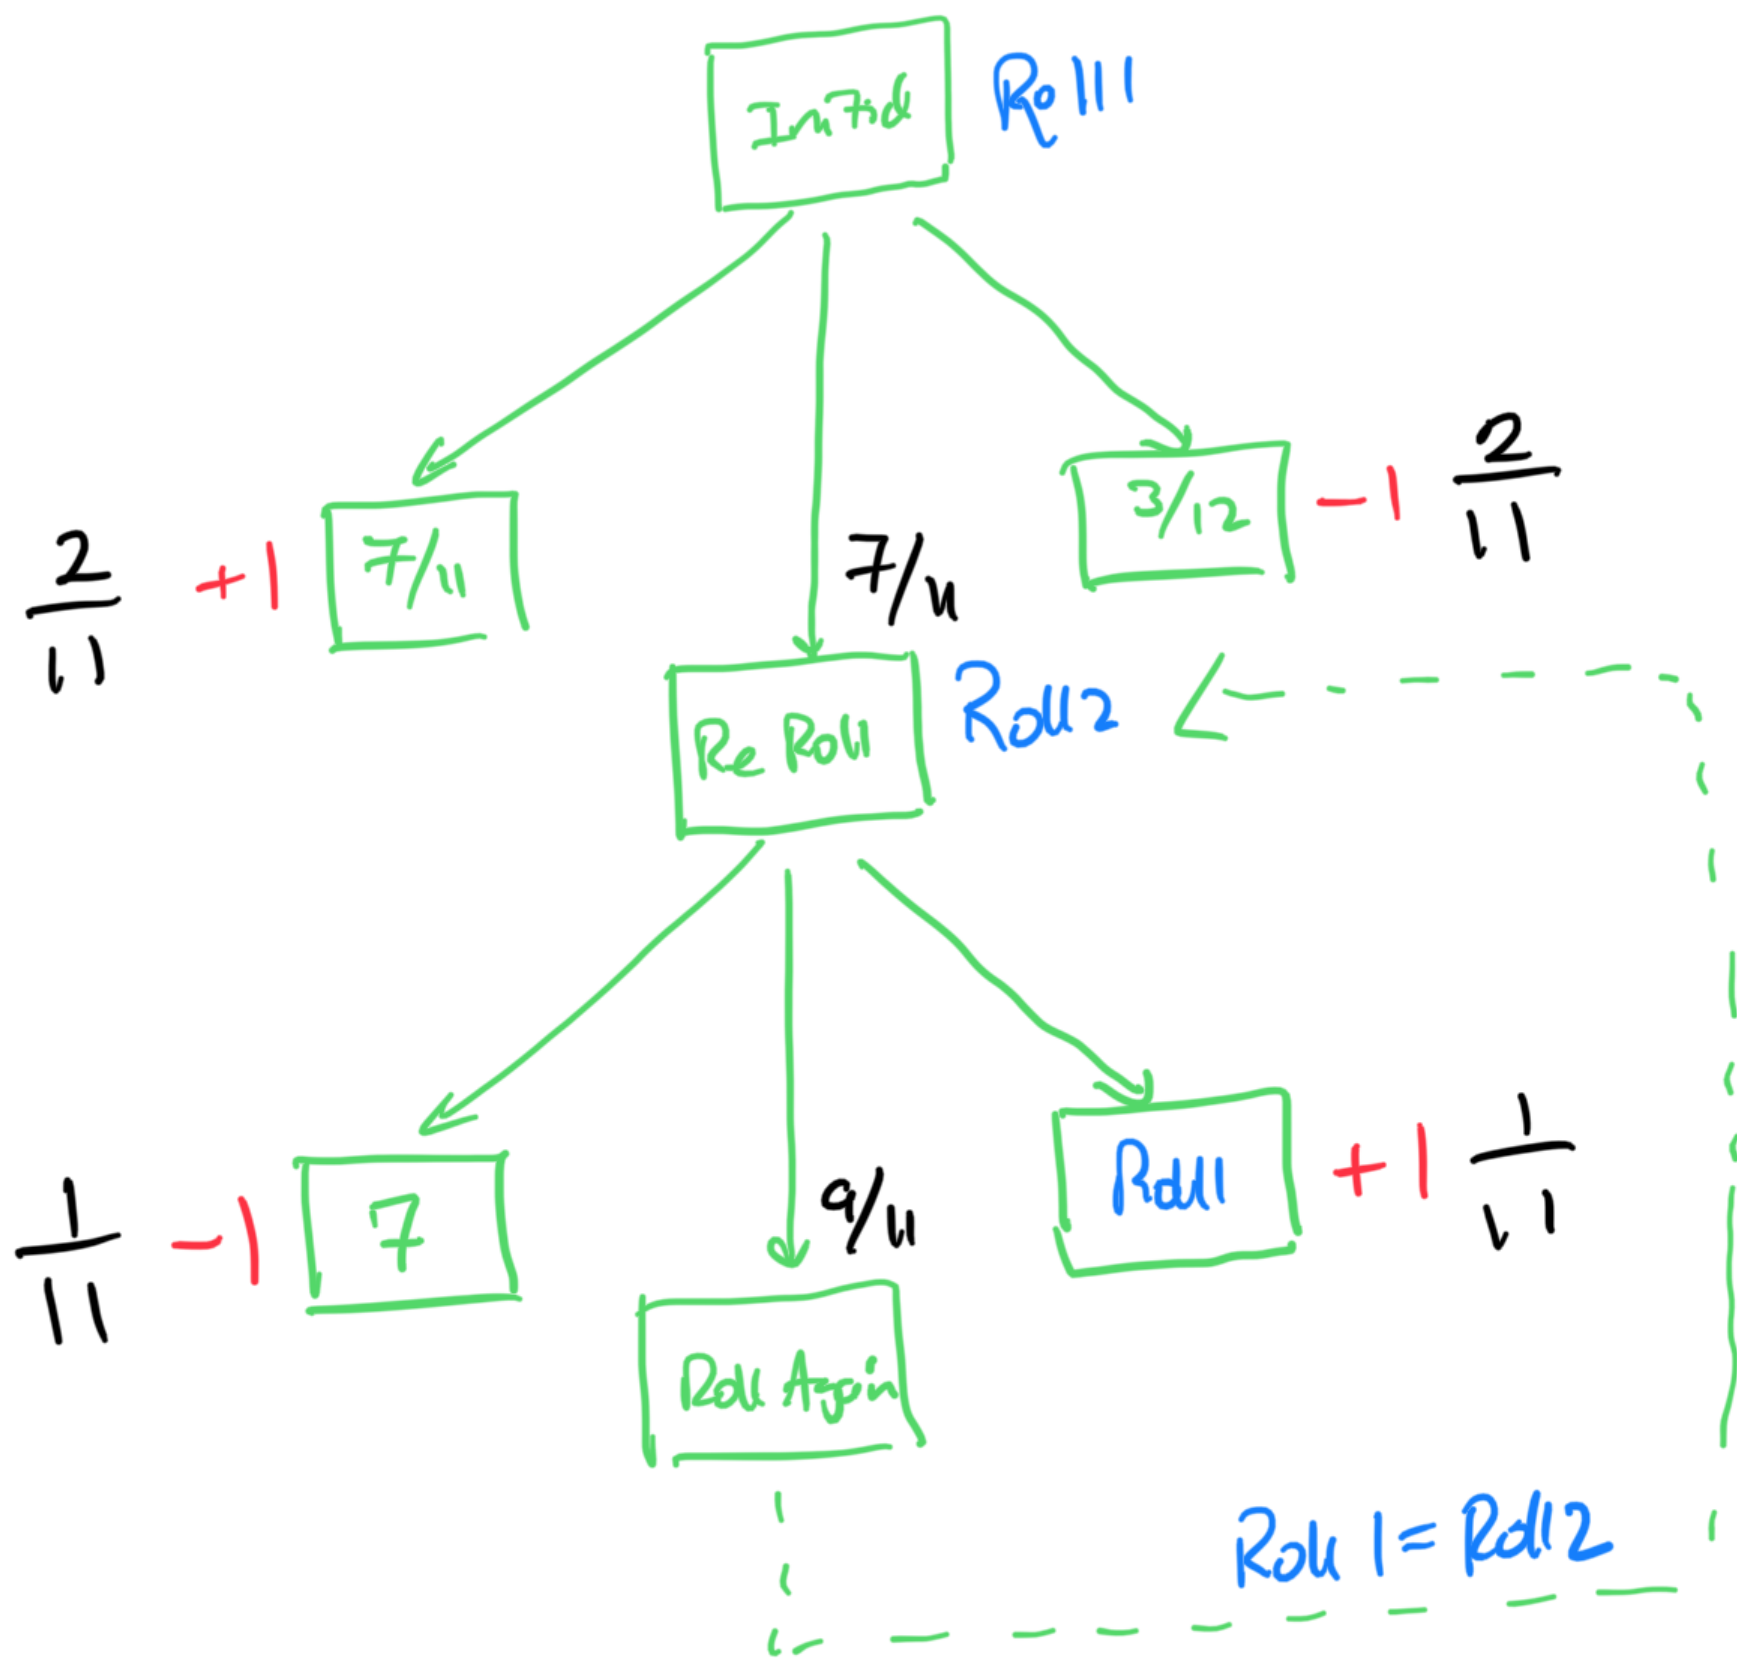 Initial
Roll 1
2/11
+1
7/11
7/11
3/12
-1
2/11
Re Roll
Roll 2
1/11
-1
7
9/11
Roll 1
+1
1/11
Roll Again
Roll 1 = Roll 2